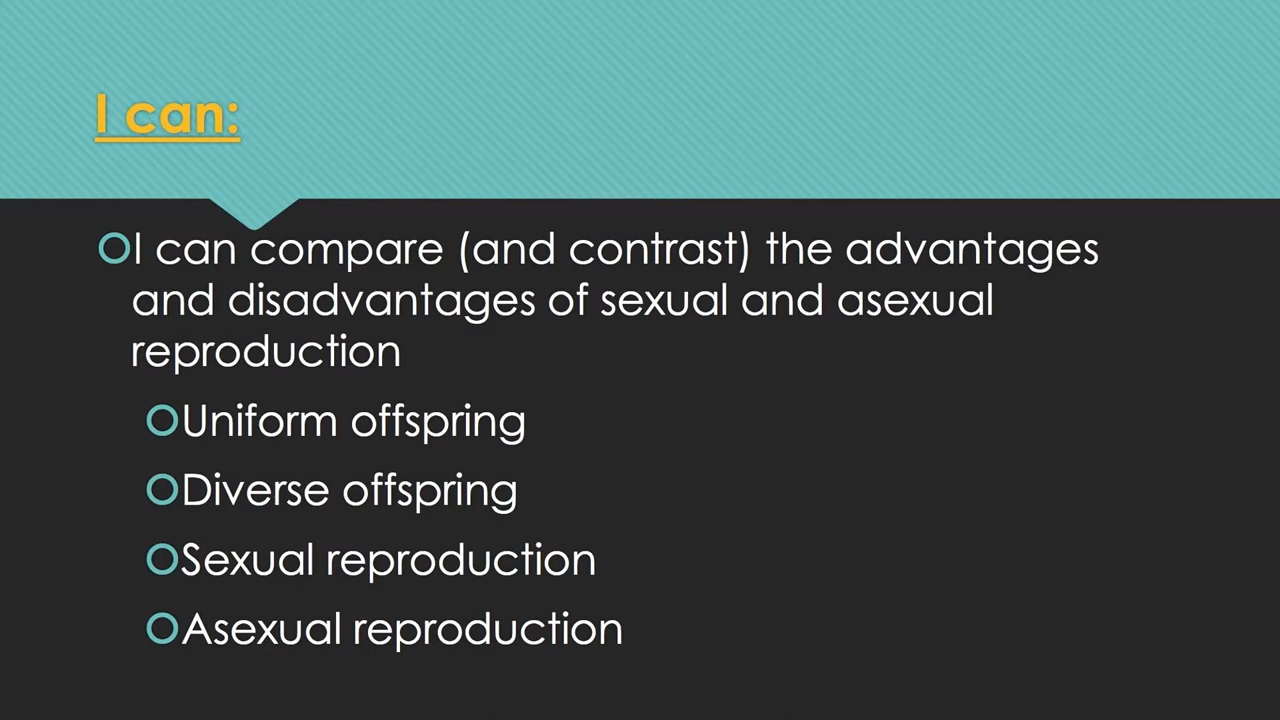 I can:
I can compare (and contrast) the advantages
and disadvantages of sexual and asexual
reproduction
Uniform offspring
Diverse offspring
Sexual reproduction
Asexual reproduction